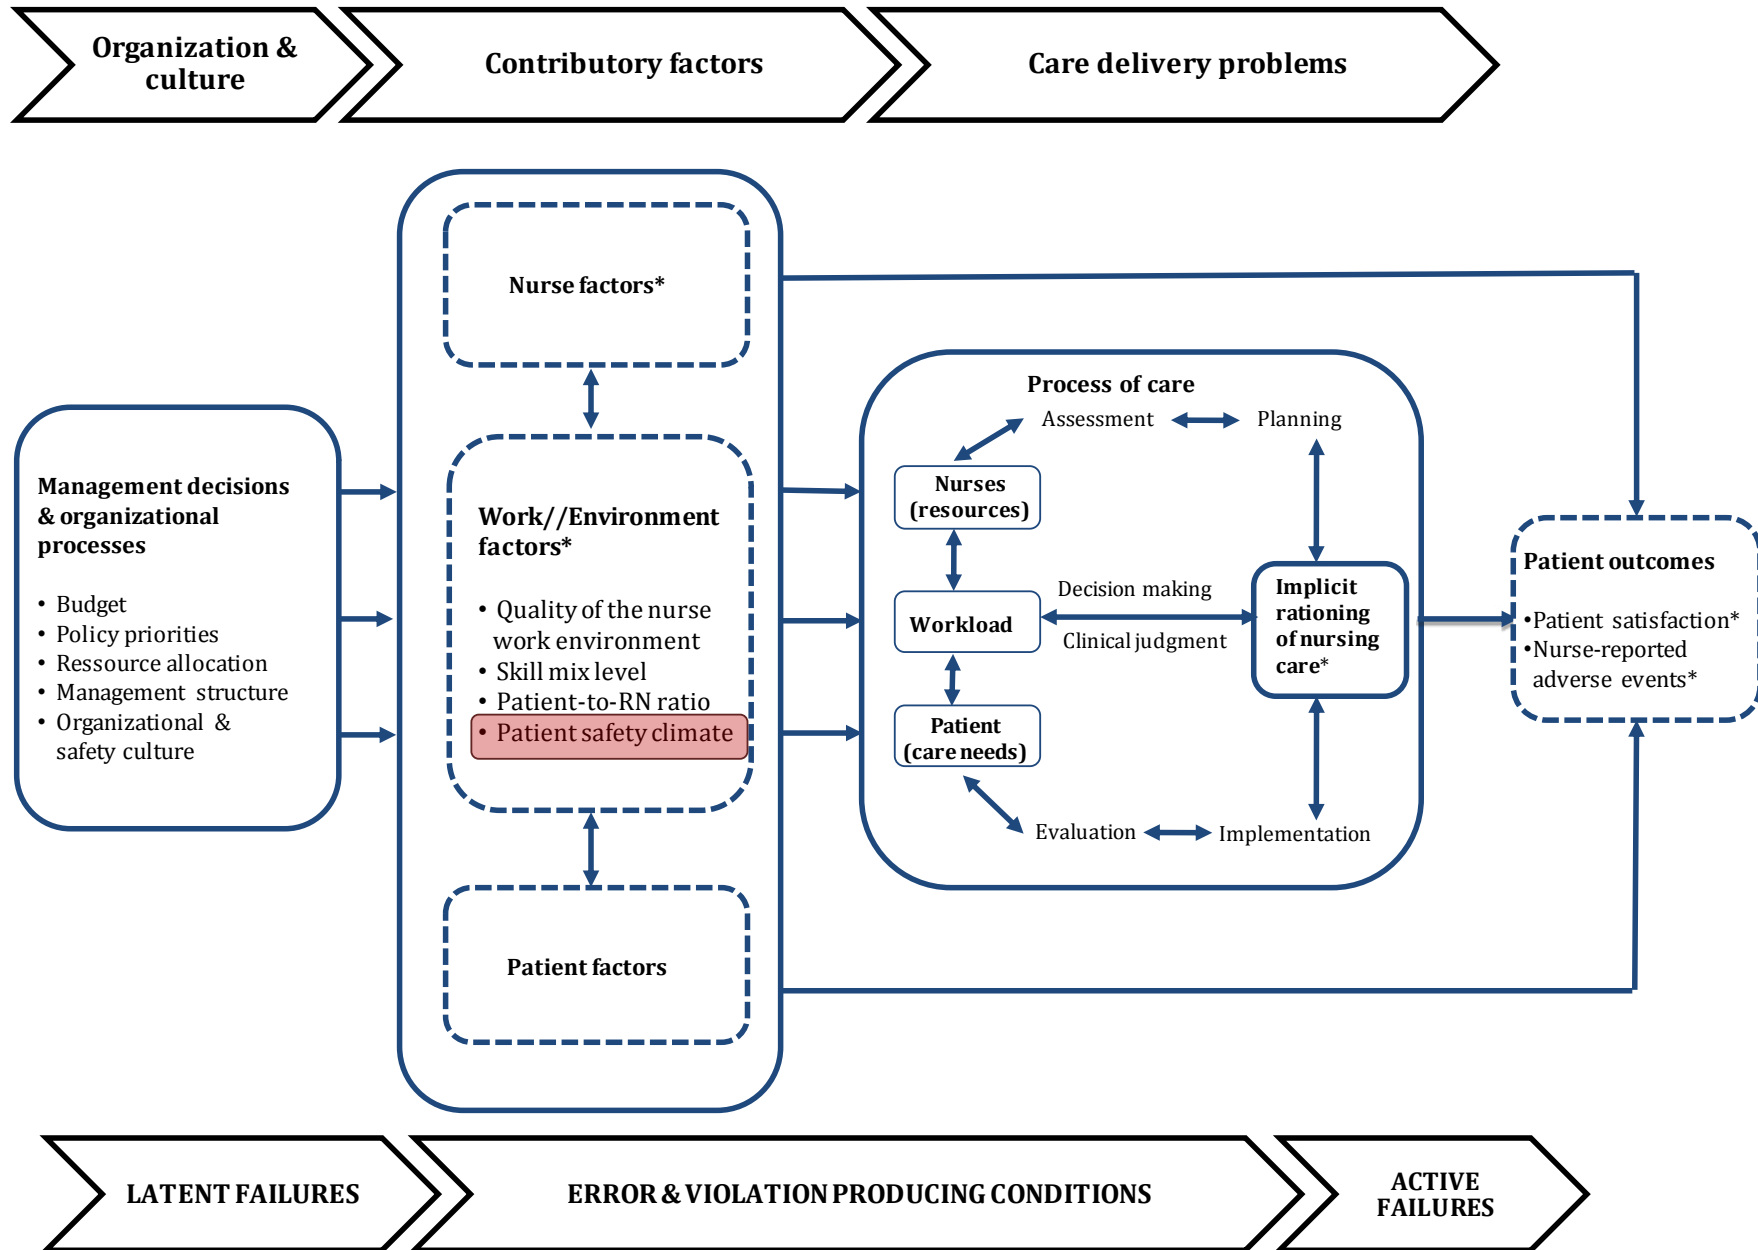 Organization &
culture
Contributory factors
Care delivery problems
Nurse factors*
Management decisions
& organizational
processes
• Budget
• Policy priorities
• Ressource allocation
• Management structure
• Organizational &
safety culture
Work//Environment
factors*
• Quality of the nurse
work environment
• Skill mix level
• Patient-to-RN ratio
• Patient safety climate
Patient factors
Process of care
Assessment
Planning
Nurses
(resources)
Workload
Decision making
Clinical judgment
Implicit
rationing
of nursing
care*
Patient
(care needs)
Evaluation
Implementation
Patient outcomes
•Patient satisfaction*
•Nurse-reported
adverse events*
LATENT FAILURES
ERROR & VIOLATION PRODUCING CONDITIONS
ACTIVE
FAILURES